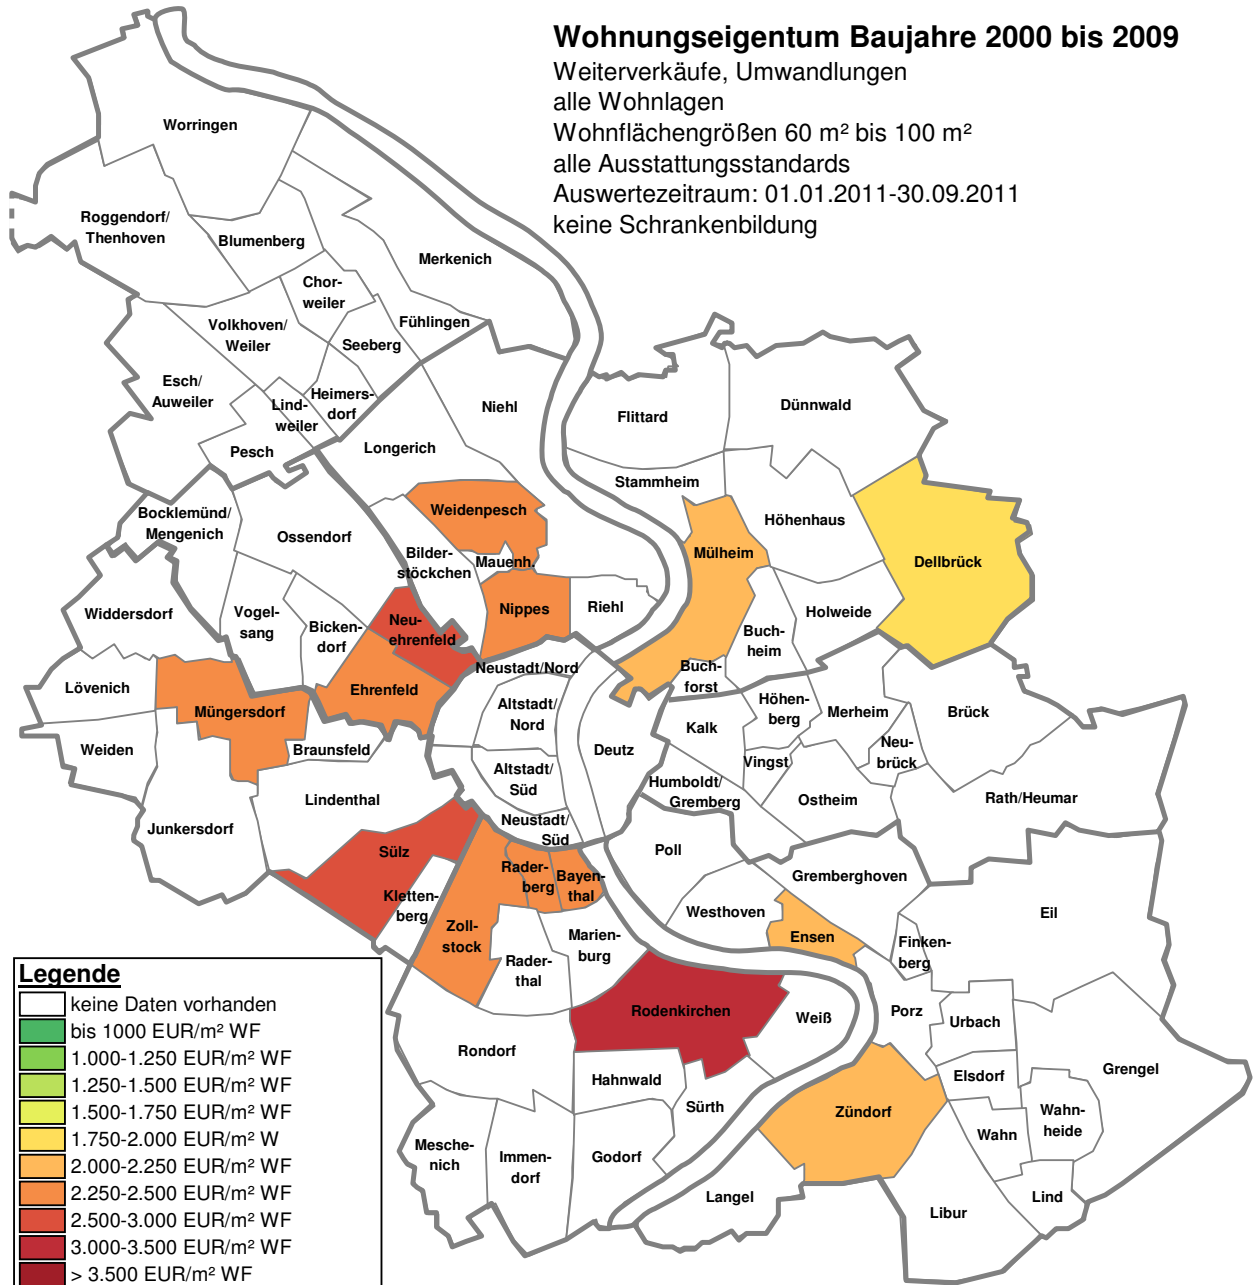 Wohnungseigentum Baujahre 2000 bis 2009
Weiterverkäufe, Umwandlungen
alle Wohnlagen
Wohnflächengrößen 60 m² bis 100 m²
alle Ausstattungsstandards
Auswertezeitraum: 01.01.2011-30.09.2011
keine Schrankenbildung
Worringen
Roggendorf/
Thenhoven
Blumenberg
Merkenich
Chor-
weiler
Fühlingen
Volkhoven/
Weiler
Seeberg
Esch/
Auweiler
Heimers-
dorf
Lind-
weiler
Pesch
Niehl
Longerich
Flittard
Dünnwald
Stammheim
Höhenhaus
Weidenpesch
Bocklemünd/
Mengenich
Ossendorf
Bilder-
stöckchen
Mauenh.
Mülheim
Dellbrück
Nippes
Riehl
Widdersdorf
Vogel-
sang
Bicken-
dorf
Neu-
ehrenfeld
Buch-
heim
Holweide
Neustadt/Nord
Buch-
forst
Lövenich
Ehrenfeld
Müngersdorf
Altstadt/
Nord
Höhen-
berg
Merheim
Brück
Weiden
Braunsfeld
Deutz
Kalk
Neu-
brück
Vingst
Altstadt/
Süd
Humboldt/
Gremberg
Ostheim
Rath/Heumar
Lindenthal
Junkersdorf
Neustadt/
Süd
Sülz
Poll
Rader-
berg
Bayen-
thal
Gremberghoven
Kletten-
berg
Westhoven
Eil
Zoll-
stock
Marien-
burg
Ensen
Finken-
berg
Rader-
thal
Rodenkirchen
Weiß
Porz
Urbach
Rondorf
Hahnwald
Elsdorf
Grengel
Sürth
Zündorf
Wahn-
heide
Wahn
Mesche-
nich
Immen-
dorf
Godorf
Langel
Lind
Libur
Legende
keine Daten vorhanden
bis 1000 EUR/m² WF
1.000-1.250 EUR/m² WF
1.250-1.500 EUR/m² WF
1.500-1.750 EUR/m² WF
1.750-2.000 EUR/m² W
2.000-2.250 EUR/m² WF
2.250-2.500 EUR/m² WF
2.500-3.000 EUR/m² WF
3.000-3.500 EUR/m² WF
> 3.500 EUR/m² WF